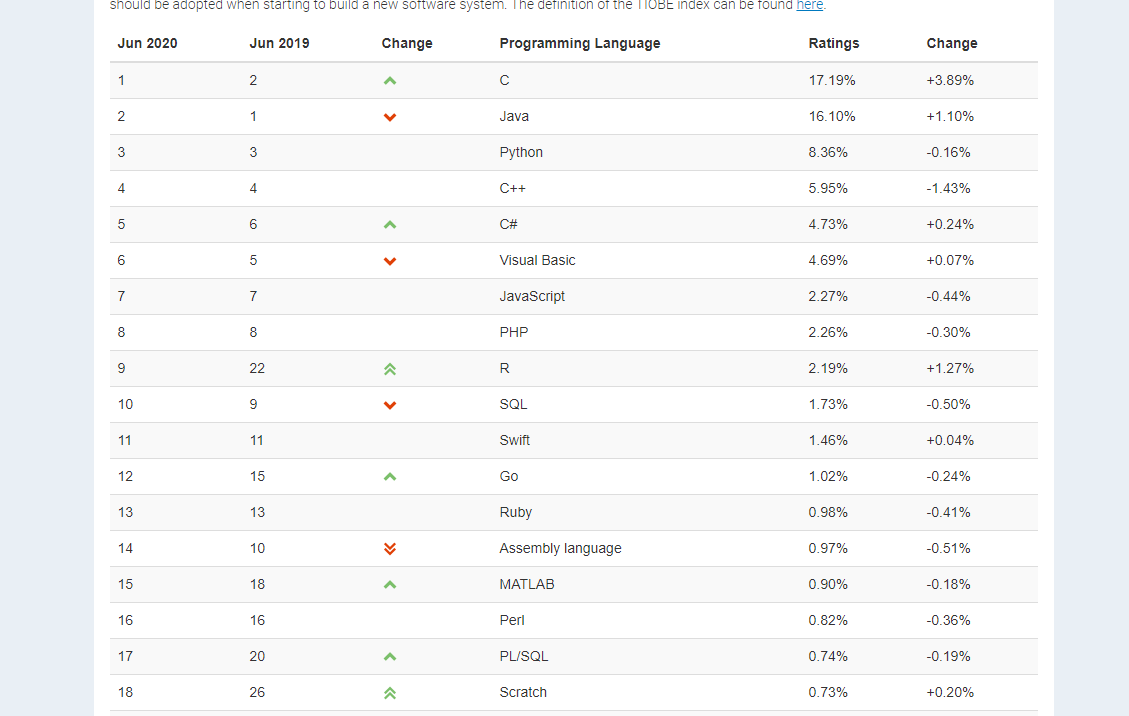 should be adopted when starting to build a new software system. The definition of the TIOBE index can be found here.
Jun 2020 Jun 2019 Change Programming Language Ratings Change
1 2 C 17.19% +3.89%
2 1 Java 16.10% +1.10%
3 3 Python 8.36% -0.16%
4 4 C++ 5.95% -1.43%
5 6 C# 4.73% +0.24%
6 5 Visual Basic 4.69% +0.07%
7 7 JavaScript 2.27% -0.44%
8 8 PHP 2.26% -0.30%
9 22 R 2.19% +1.27%
10 9 SQL 1.73% -0.50%
11 11 Swift 1.46% +0.04%
12 15 Go 1.02% -0.24%
13 13 Ruby 0.98% -0.41%
14 10 Assembly language 0.97% -0.51%
15 18 MATLAB 0.90% -0.18%
16 16 Perl 0.82% -0.36%
17 20 PL/SQL 0.74% -0.19%
18 26 Scratch 0.73% +0.20%